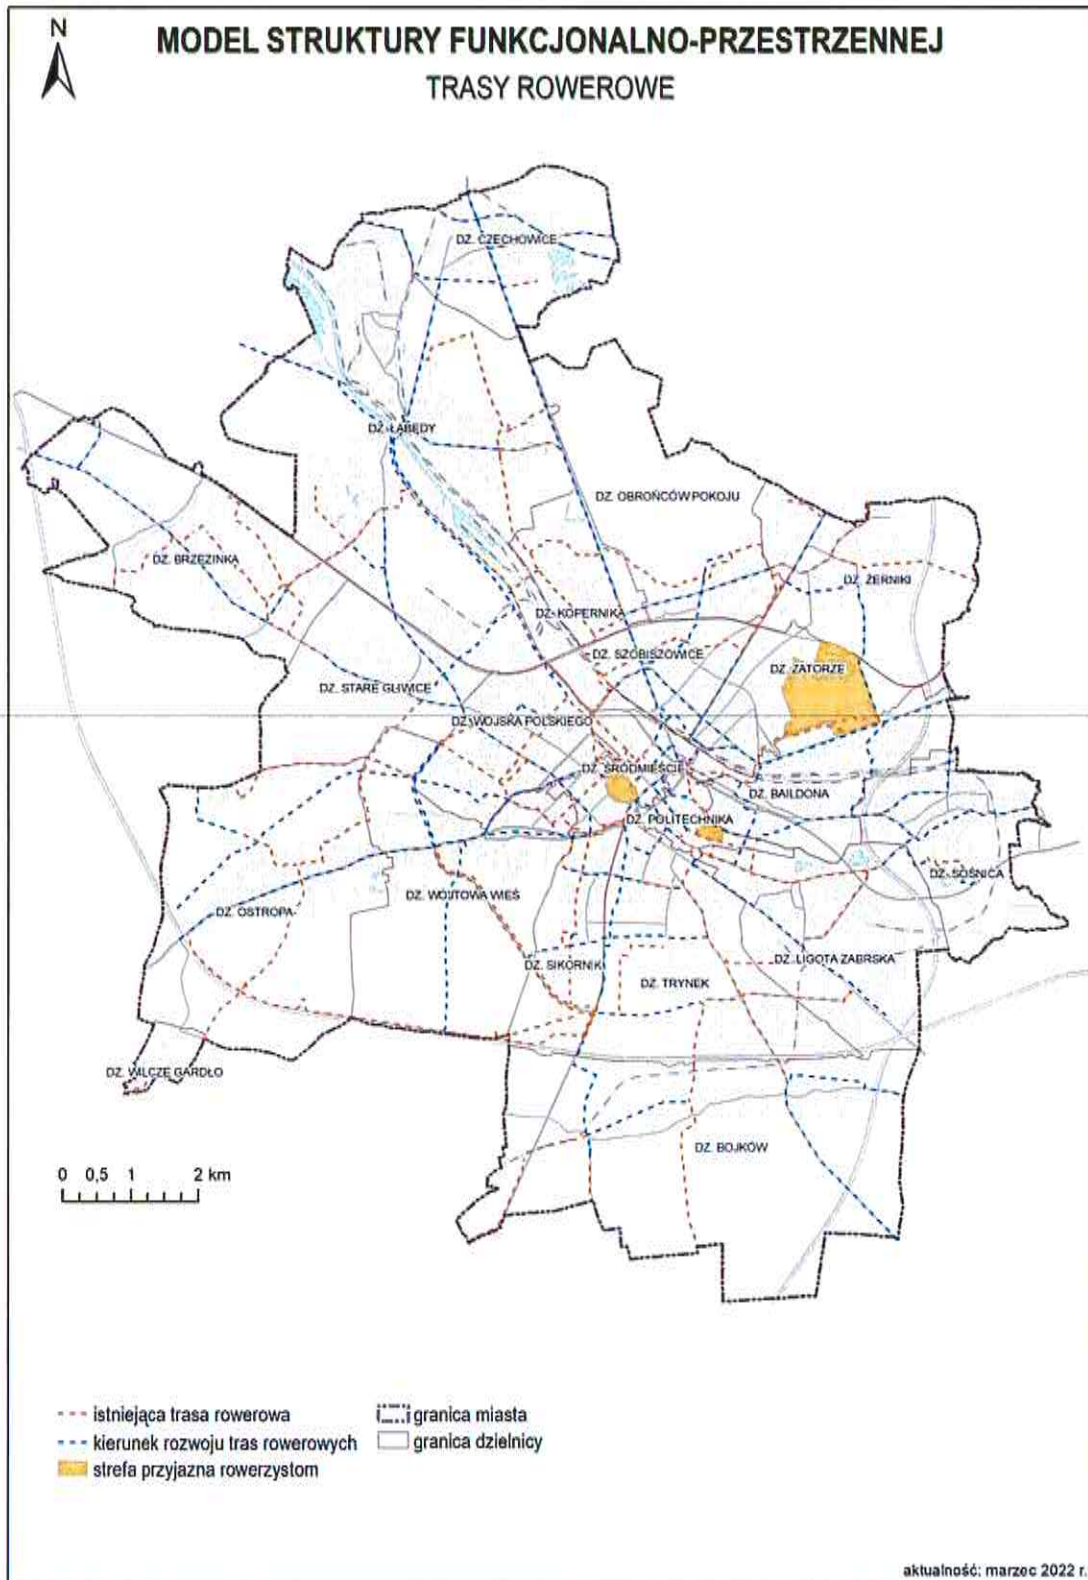 N
MODEL STRUKTURY FUNKCJONALNO-PRZESTRZENNEJ
TRASY ROWEROWE
DZ. CZECHOWICE
DZ. ŁABĘDY
DZ. OBROŃCÓW POKOJU
DZ. BRZEZINKA
DZ. ŻERNIKI
DZ. KOPERNIKA
DZ. SZOBISZOWICE
DZ. ZATORZE
DZ. STARE GLIWICE
DZ. WOJSKA POLSKIEGO
DZ. ŚRÓDMIEŚCIE
DZ. BAILDONA
DZ. POLITECHNIKA
DZ. SOŚNICA
DZ. WÓJTOWA WIEŚ
DZ. OSTROPA
DZ. SIKORNIK
DZ. LIGOTA ZABRSKA
DZ. TRYNEK
DZ. WILCZE GARDŁO
DZ. BOJKÓW
0 0,5 1 2 km
istniejąca trasa rowerowa
kierunek rozwoju tras rowerowych
strefa przyjazna rowerzystom
granica miasta
granica dzielnicy
aktualność: marzec 2022 r.